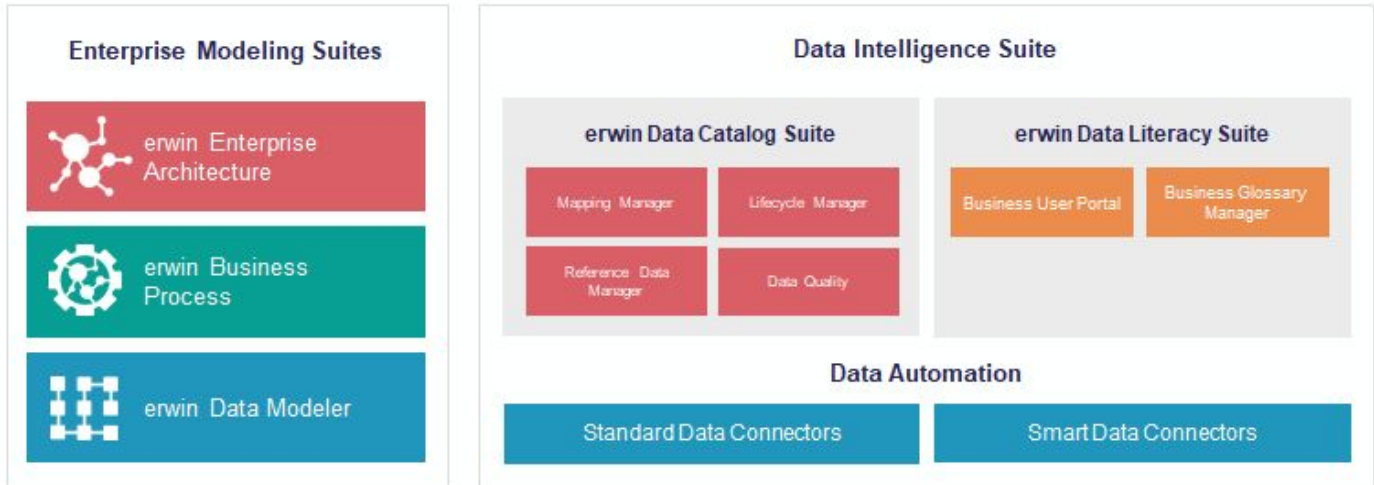 Enterprise Modeling Suites
erwin Enterprise
Architecture
erwin Business
Process
erwin Data Modeler
Data Intelligence Suite
erwin Data Catalog Suite
Mapping Manager
Lifecycle Manager
Reference Data
Manager
Data Quality
erwin Data Literacy Suite
Business User Portal
Business Glossary
Manager
Data Automation
Standard Data Connectors
Smart Data Connectors